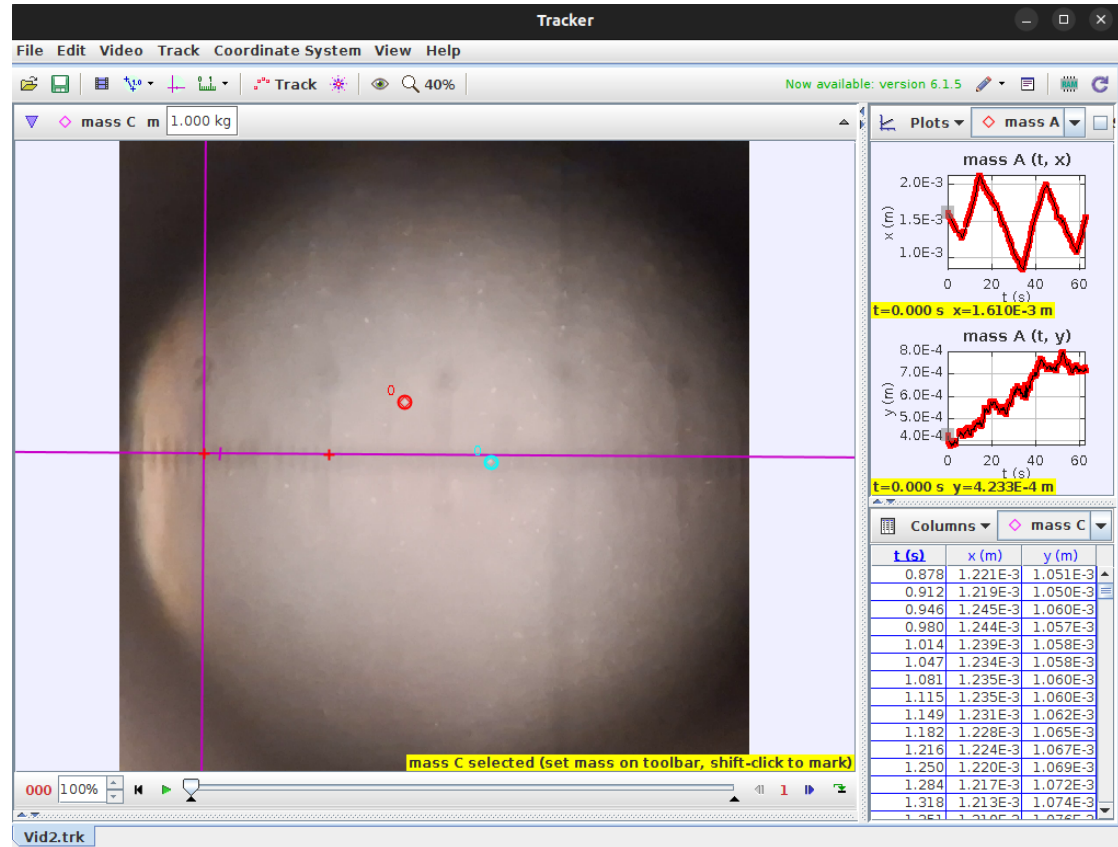 Tracker
File Edit Video Track Coordinate System View Help
1.0 Track 40% Now available: version 6.1.5
mass C m 1.000 kg
Plots mass A
mass A (t, x)
2.0E-3
1.5E-3
1.0E-3
x (m)
0 20 40 60
t (s)
t=0.000 s x=1.610E-3 m
mass A (t, y)
8.0E-4
7.0E-4
6.0E-4
5.0E-4
4.0E-4
y (m)
0 20 40 60
t (s)
t=0.000 s y=4.233E-4 m
0
0
Columns mass C
t (s) x (m) y (m)
0.878 1.221E-3 1.051E-3
0.912 1.219E-3 1.050E-3
0.946 1.245E-3 1.060E-3
0.980 1.244E-3 1.057E-3
1.014 1.239E-3 1.058E-3
1.047 1.234E-3 1.058E-3
1.081 1.235E-3 1.060E-3
1.115 1.235E-3 1.060E-3
1.149 1.231E-3 1.062E-3
1.182 1.228E-3 1.065E-3
1.216 1.224E-3 1.067E-3
1.250 1.220E-3 1.069E-3
1.284 1.217E-3 1.072E-3
1.318 1.213E-3 1.074E-3
mass C selected (set mass on toolbar, shift-click to mark)
000 100% 1
Vid2.trk